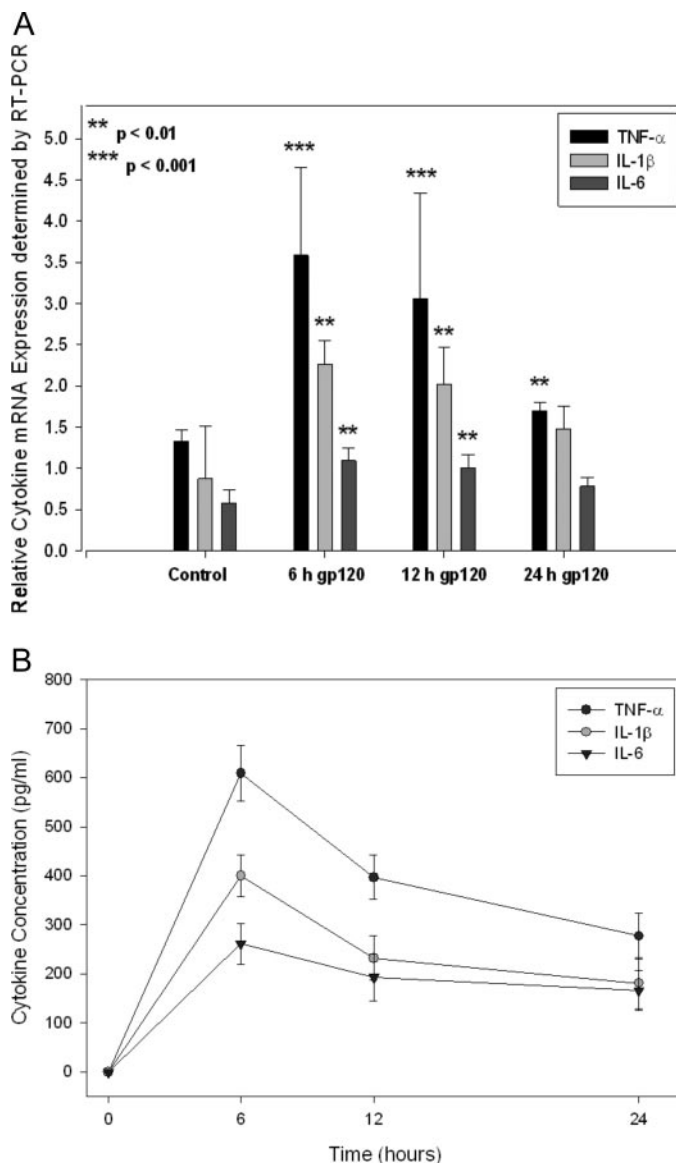 A
Relative Cytokine mRNA Expression determined by RT-PCR
5.0
4.5
4.0
3.5
3.0
2.5
2.0
1.5
1.0
0.5
0.0
** p < 0.01
*** p < 0.001
TNF-α
IL-1β
IL-6
***
**
**
***
**
**
**
Control
6 h gp120
12 h gp120
24 h gp120
B
Cytokine Concentration (pg/ml)
800
700
600
500
400
300
200
100
0
TNF-α
IL-1β
IL-6
0
6
12
24
Time (hours)